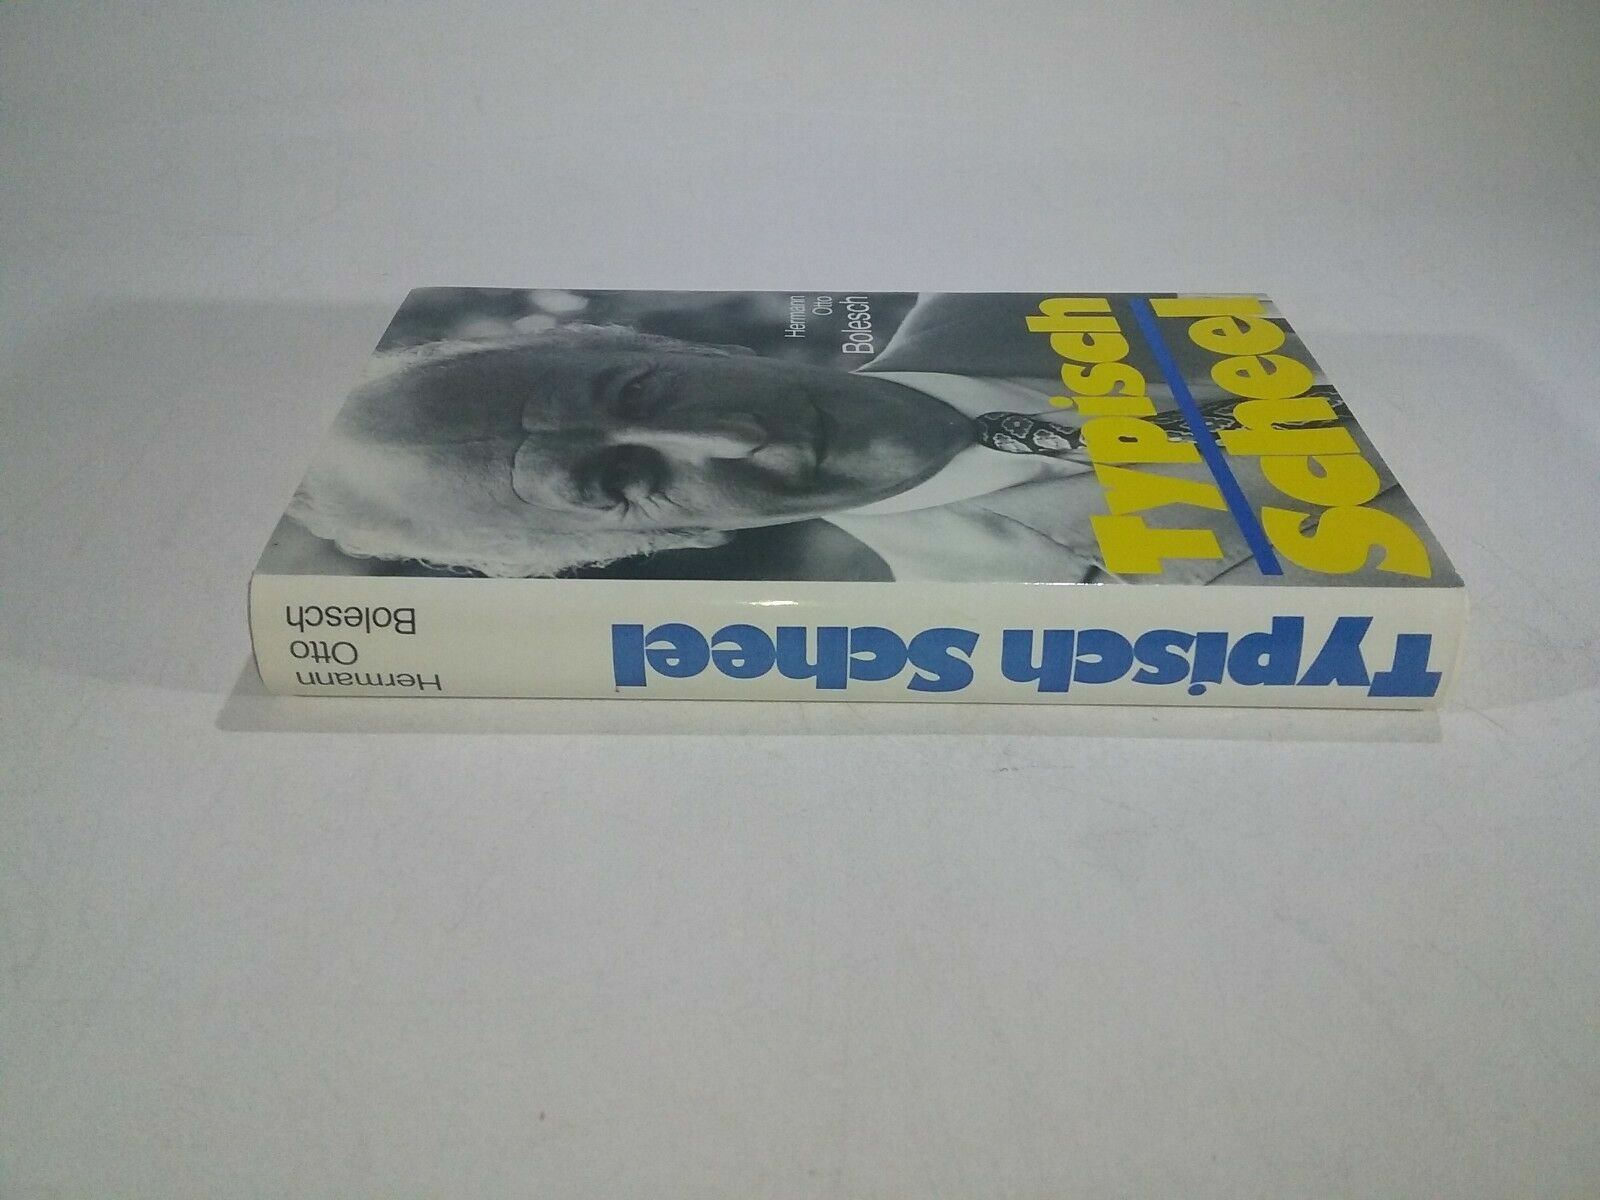 Hermann
Otto
Bolesch
Typisch
Scheel
Hermann
Otto
Bolesch
Typisch Scheel